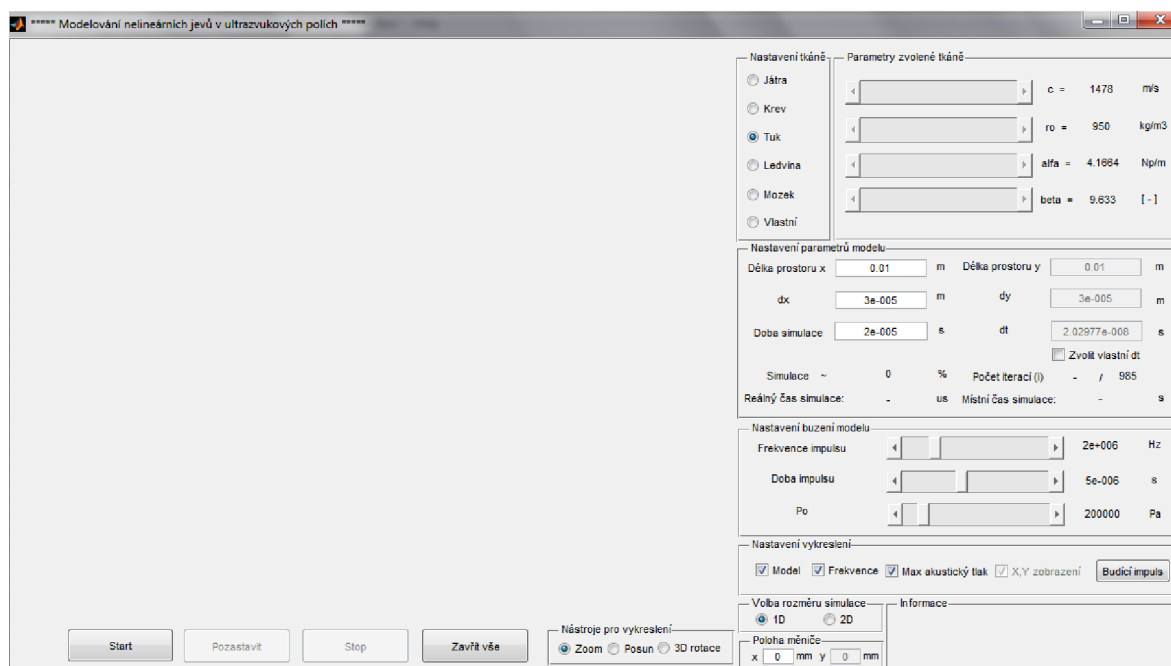 ***** Modelování nelineárních jevů v ultrazvukových polích *****
Nastavení tkáně
Játra
Krev
Tuk
Ledvina
Mozek
Vlastní
Parametry zvolené tkáně
c = 1478 m/s
ro = 950 kg/m3
alfa = 4.1664 Np/m
beta = 9.633 [ - ]
Nastavení parametrů modelu
Délka prostoru x 0.01 m Délka prostoru y 0.01 m
dx 3e-005 m dy 3e-005 m
Doba simulace 2e-005 s dt 2.02977e-008 s
Zvolit vlastní dt
Simulace ~ 0 % Počet iterací (i) - / 985
Reálný čas simulace: - us Místní čas simulace: - s
Nastavení buzení modelu
Frekvence impulsu 2e+006 Hz
Doba impulsu 5e-006 s
Po 200000 Pa
Nastavení vykreslení
Model Frekvence Max akustický tlak X,Y zobrazení Budící impuls
Volba rozměru simulace
1D 2D
Informace
Poloha měniče
x 0 mm y 0 mm
Start Pozastavit Stop Zavřít vše
Nástroje pro vykreslení
Zoom Posun 3D rotace